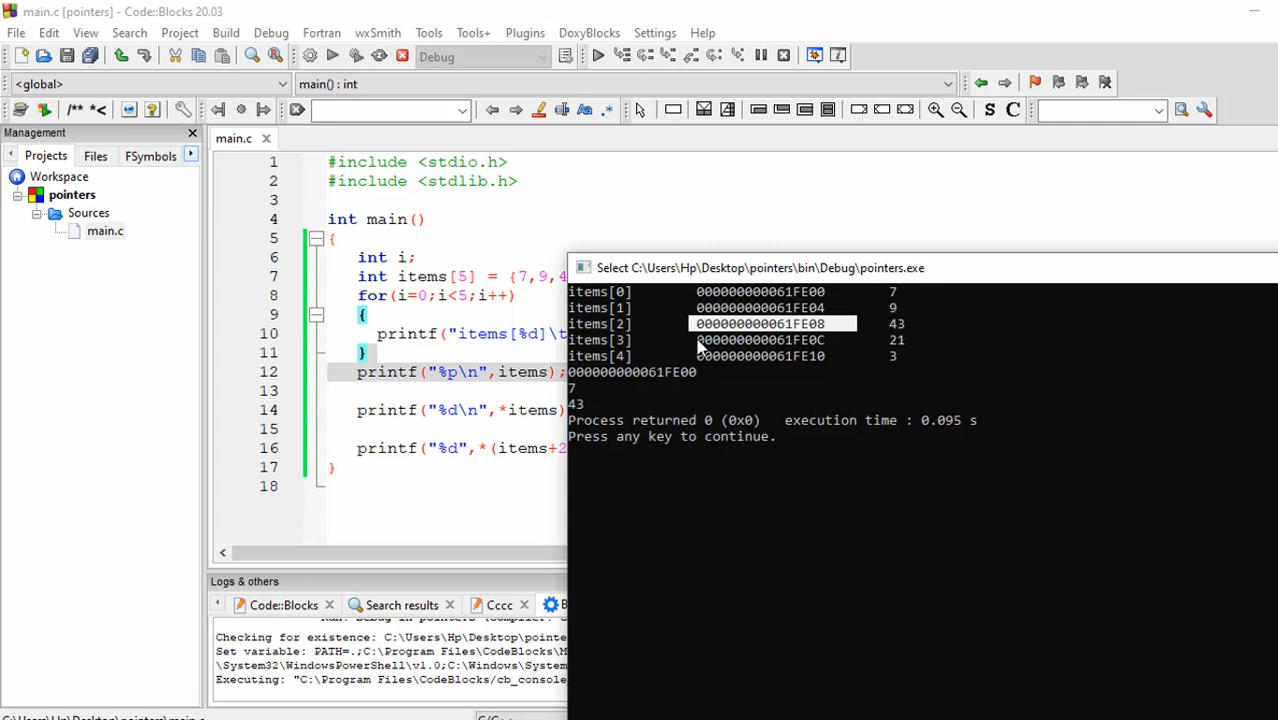 main.c [pointers] - Code::Blocks 20.03
File Edit View Search Project Build Debug Fortran wxSmith Tools Tools+ Plugins DoxyBlocks Settings Help
Debug
<global> main() : int
/** *< Aa .* S C
Management
Projects Files FSymbols
Workspace
pointers
Sources
main.c
main.c
1 #include <stdio.h>
2 #include <stdlib.h>
3
4 int main()
5 {
6 int i;
7 int items[5] = {7,9,4
8 for(i=0;i<5;i++)
9 {
10 printf("items[%d]\t
11 }
12 printf("%p\n",items);
13
14 printf("%d\n",*items)
15
16 printf("%d",*(items+2
17 }
18
Select C:\Users\Hp\Desktop\pointers\bin\Debug\pointers.exe
items[0] 000000000061FE00 7
items[1] 000000000061FE04 9
items[2] 000000000061FE08 43
items[3] 000000000061FE0C 21
items[4] 000000000061FE10 3
000000000061FE00
7
43
Process returned 0 (0x0) execution time : 0.095 s
Press any key to continue.
Logs & others
Code::Blocks Search results Cccc B
Checking for existence: C:\Users\Hp\Desktop\pointe
Set variable: PATH=.;C:\Program Files\CodeBlocks\M
\System32\WindowsPowerShell\v1.0;C:\Windows\System
Executing: "C:\Program Files\CodeBlocks/cb_console